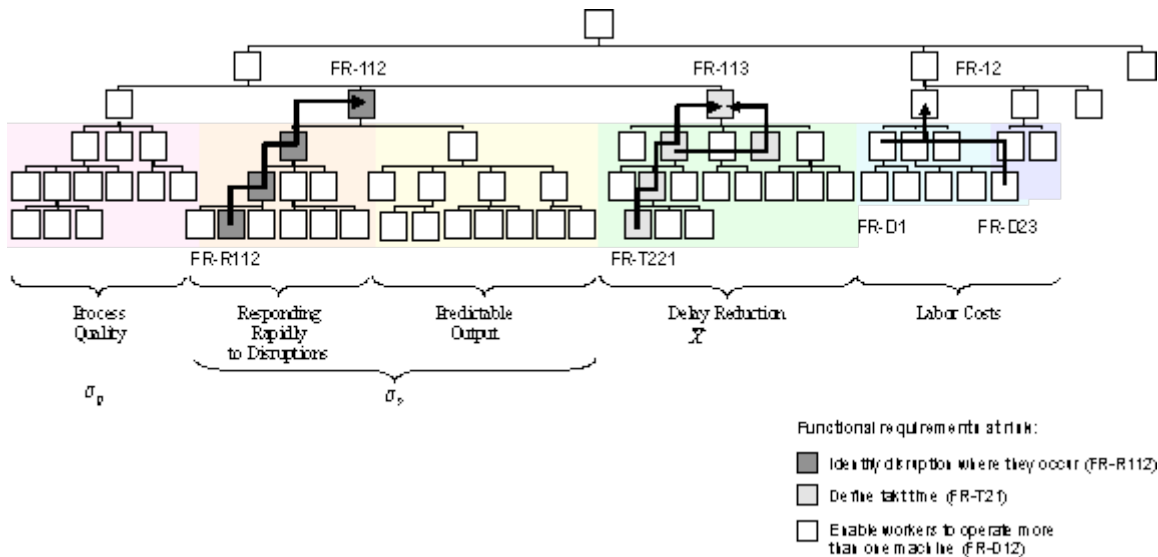 FR-112
FR-113
FR-12
FR-R112
FR-T221
FR-D1
FR-D23
Process
Quality
Responding
Rapidly
to Disruptions
Predictable
Output
Delay Reduction
X̄
Labor Costs
σ
σ
Functional requirements at risk:
Identify disruption where they occur (FR-R112)
Define takt time (FR-T21)
Enable workers to operate more
than one machine (FR-D12)